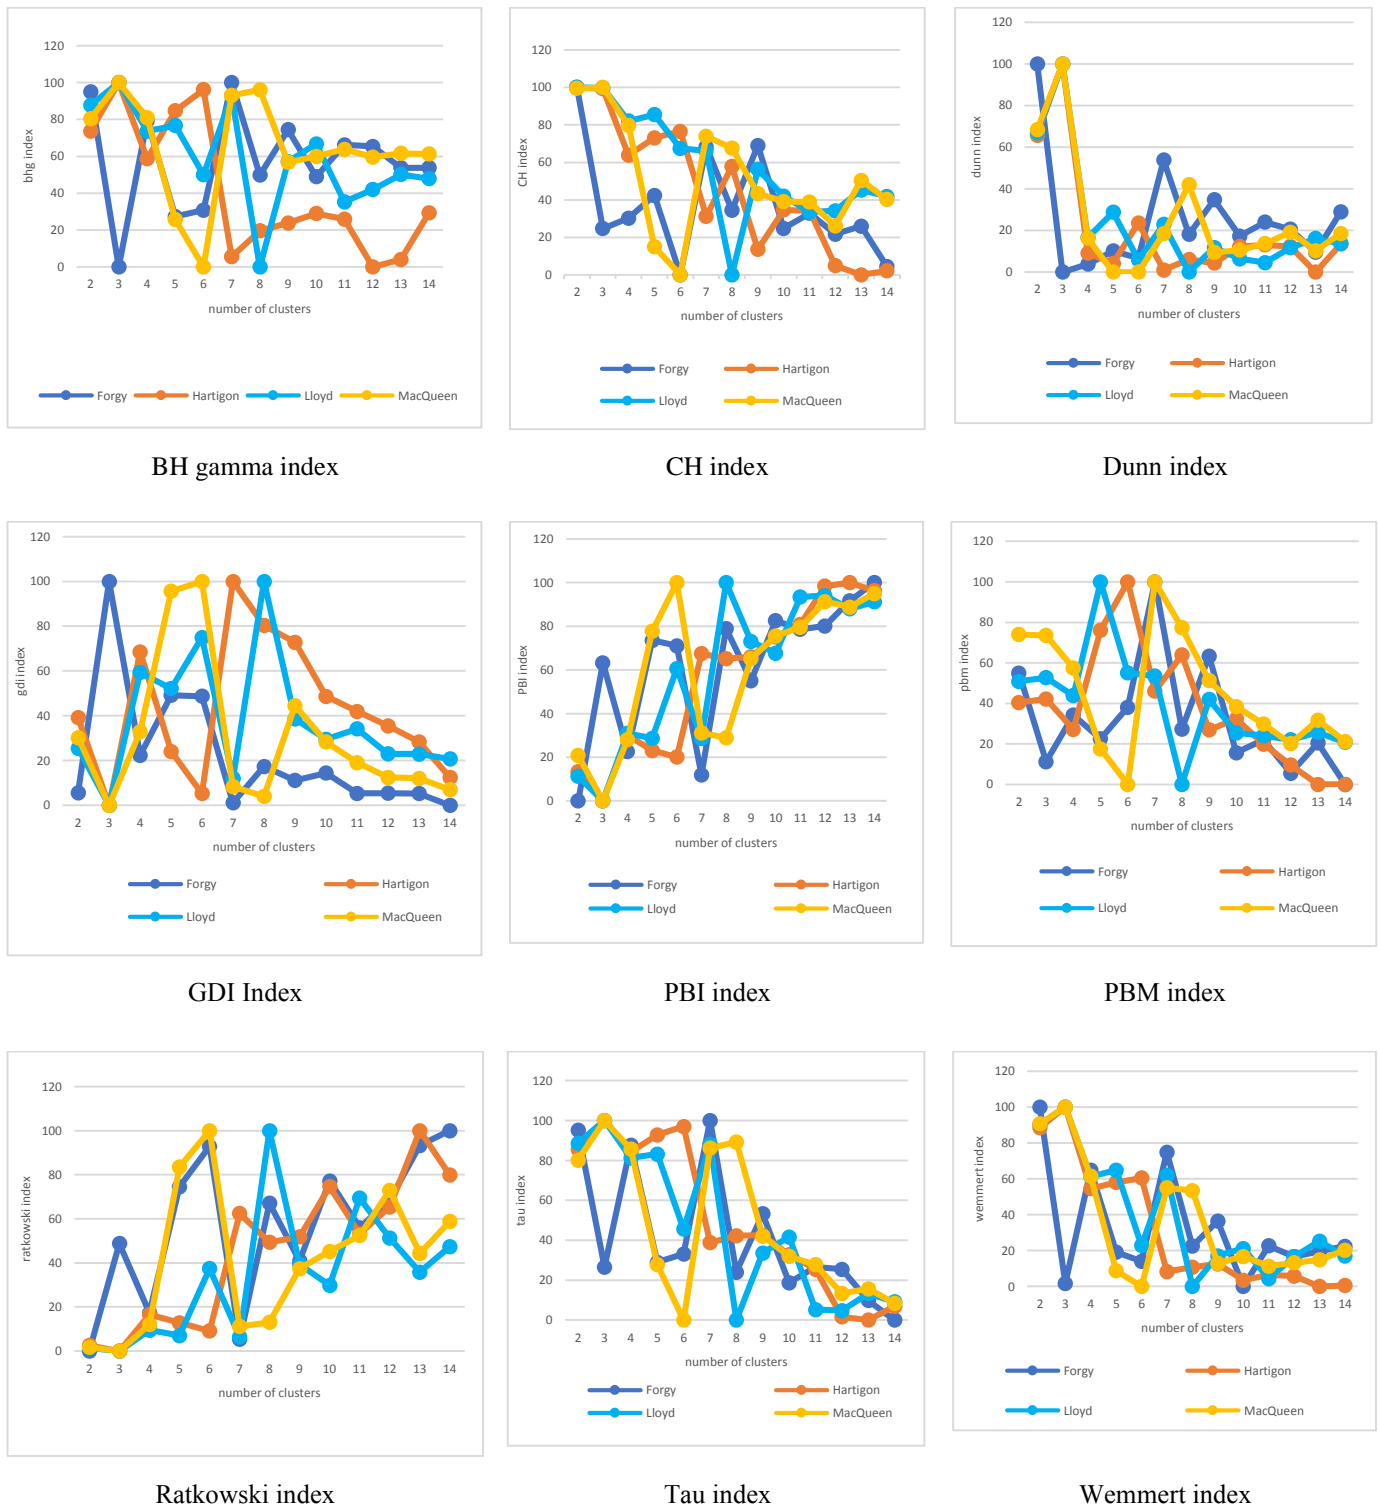 120
100
80
60
40
20
0
bhg index
2 3 4 5 6 7 8 9 10 11 12 13 14
number of clusters
Forgy Hartigon Lloyd MacQueen
BH gamma index
120
100
80
60
40
20
0
CH index
2 3 4 5 6 7 8 9 10 11 12 13 14
number of clusters
Forgy Hartigon
Lloyd MacQueen
CH index
120
100
80
60
40
20
0
dunn index
2 3 4 5 6 7 8 9 10 11 12 13 14
number of clusters
Forgy Hartigon
Lloyd MacQueen
Dunn index
120
100
80
60
40
20
0
gdi index
2 3 4 5 6 7 8 9 10 11 12 13 14
number of clusters
Forgy Hartigon
Lloyd MacQueen
GDI Index
120
100
80
60
40
20
0
PBI index
2 3 4 5 6 7 8 9 10 11 12 13 14
number of clusters
Forgy Hartigon
Lloyd MacQueen
PBI index
120
100
80
60
40
20
0
pbm index
2 3 4 5 6 7 8 9 10 11 12 13 14
number of clusters
Forgy Hartigon
Lloyd MacQueen
PBM index
120
100
80
60
40
20
0
ratkowski index
2 3 4 5 6 7 8 9 10 11 12 13 14
number of clusters
Forgy Hartigon
Lloyd MacQueen
Ratkowski index
120
100
80
60
40
20
0
tau index
2 3 4 5 6 7 8 9 10 11 12 13 14
number of clusters
Forgy Hartigon
Lloyd MacQueen
Tau index
120
100
80
60
40
20
0
wemmert index
2 3 4 5 6 7 8 9 10 11 12 13 14
number of clusters
Forgy Hartigon
Lloyd MacQueen
Wemmert index